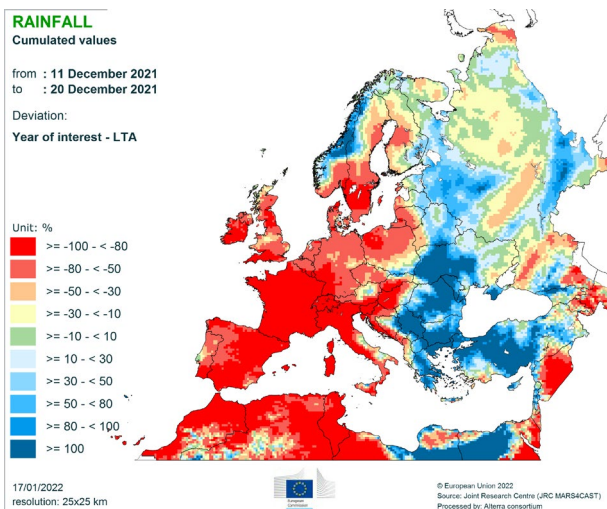 RAINFALL
Cumulated values
from : 11 December 2021
to : 20 December 2021
Deviation:
Year of interest - LTA
Unit: %
>= -100 - < -80
>= -80 - < -50
>= -50 - < -30
>= -30 - < -10
>= -10 - < 10
>= 10 - < 30
>= 30 - < 50
>= 50 - < 80
>= 80 - < 100
>= 100
17/01/2022
resolution: 25x25 km
European
Commission
© European Union 2022
Source: Joint Research Centre (JRC MARS4CAST)
Processed by: Alterra consortium